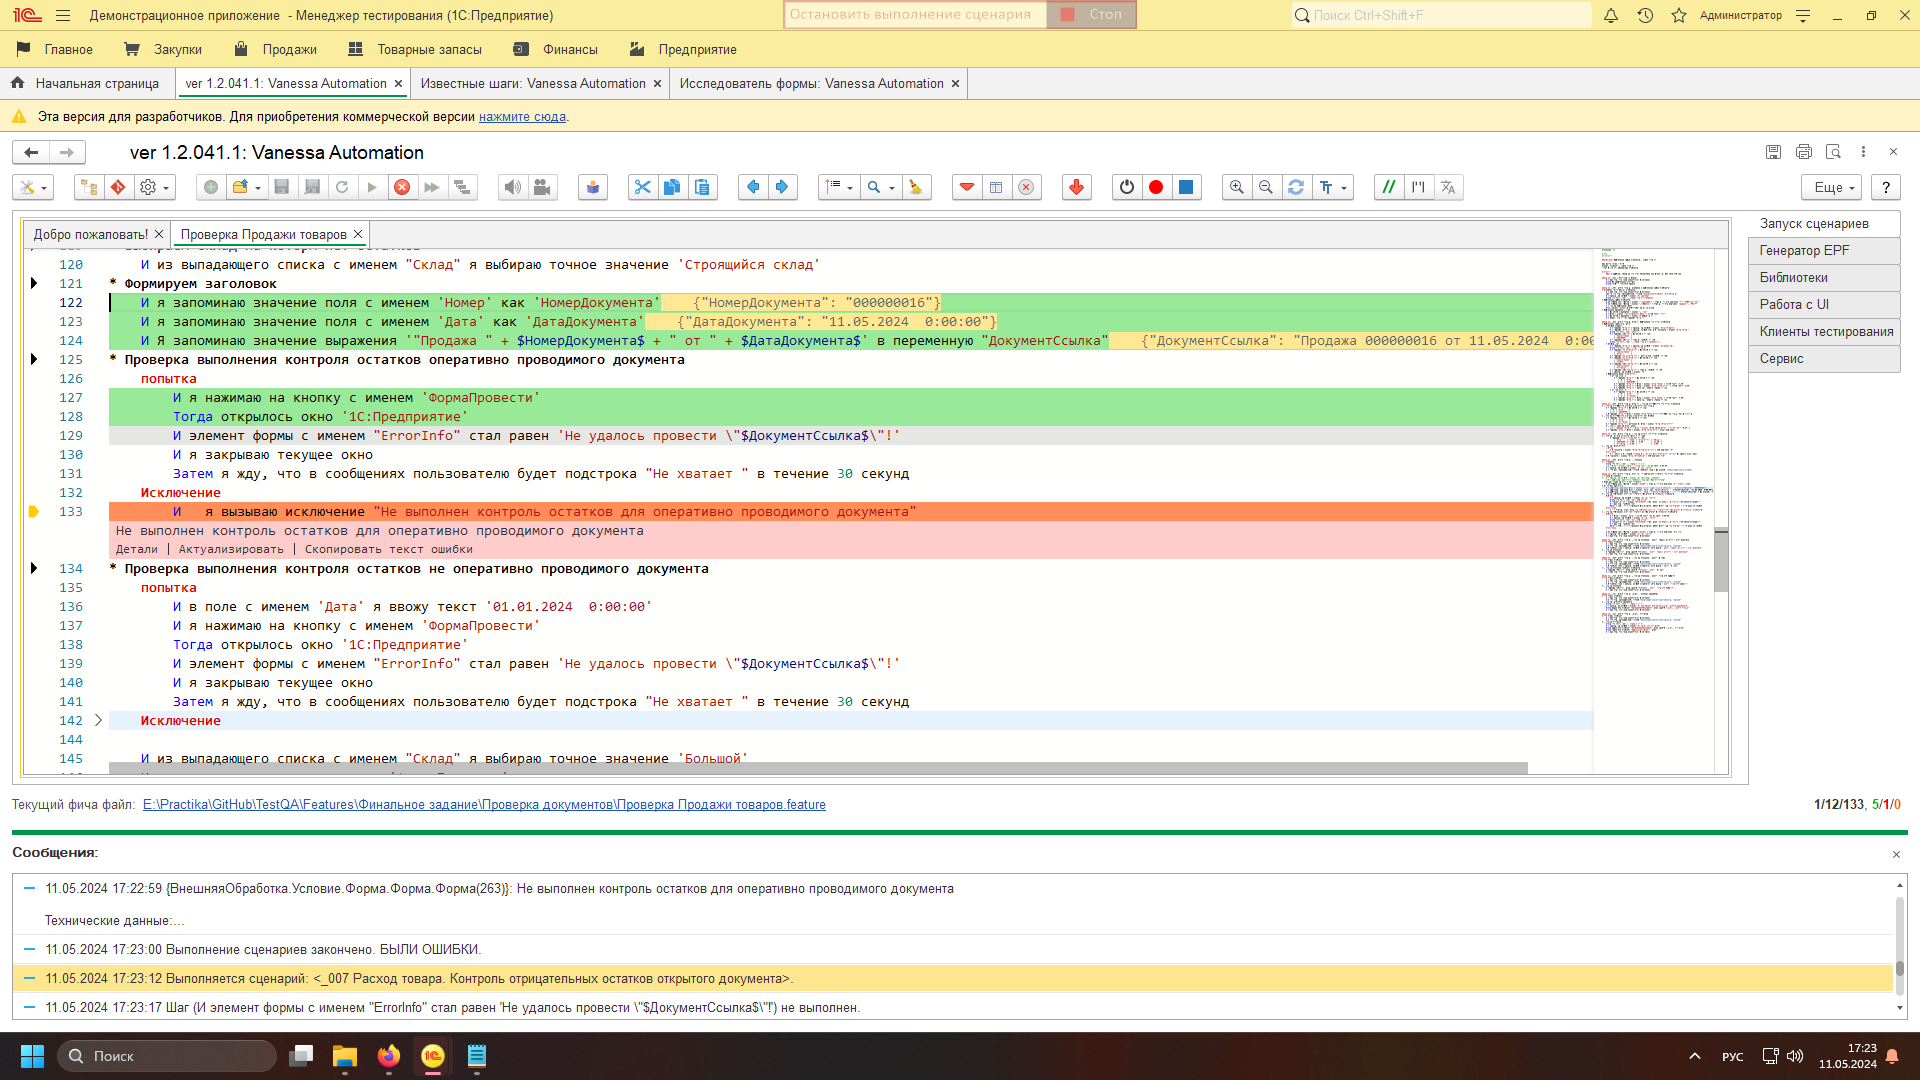 Демонстрационное приложение - Менеджер тестирования (1С:Предприятие)
Остановить выполнение сценария
Стоп
Поиск Ctrl+Shift+F
Администратор
Главное
Закупки
Продажи
Товарные запасы
Финансы
Предприятие
Начальная страница
ver 1.2.041.1: Vanessa Automation
Известные шаги: Vanessa Automation
Исследователь формы: Vanessa Automation
Эта версия для разработчиков. Для приобретения коммерческой версии нажмите сюда.
ver 1.2.041.1: Vanessa Automation
Еще
?
Добро пожаловать!
Проверка Продажи товаров
120 И из выпадающего списка с именем "Склад" я выбираю точное значение 'Строящийся склад'
121 * Формируем заголовок
122 И я запоминаю значение поля с именем 'Номер' как 'НомерДокумента' {"НомерДокумента": "000000016"}
123 И я запоминаю значение поля с именем 'Дата' как 'ДатаДокумента' {"ДатаДокумента": "11.05.2024  0:00:00"}
124 И Я запоминаю значение выражения '"Продажа " + $НомерДокумента$ + " от " + $ДатаДокумента$' в переменную "ДокументСсылка" {"ДокументСсылка": "Продажа 000000016 от 11.05.2024  0:00
125 * Проверка выполнения контроля остатков оперативно проводимого документа
126 попытка
127 И я нажимаю на кнопку с именем 'ФормаПровести'
128 Тогда открылось окно '1С:Предприятие'
129 И элемент формы с именем "ErrorInfo" стал равен 'Не удалось провести \"$ДокументСсылка$\"!'
130 И я закрываю текущее окно
131 Затем я жду, что в сообщениях пользователю будет подстрока "Не хватает " в течение 30 секунд
132 Исключение
133 И   я вызываю исключение "Не выполнен контроль остатков для оперативно проводимого документа"
Не выполнен контроль остатков для оперативно проводимого документа
Детали | Актуализировать | Скопировать текст ошибки
134 * Проверка выполнения контроля остатков не оперативно проводимого документа
135 попытка
136 И в поле с именем 'Дата' я ввожу текст '01.01.2024  0:00:00'
137 И я нажимаю на кнопку с именем 'ФормаПровести'
138 Тогда открылось окно '1С:Предприятие'
139 И элемент формы с именем "ErrorInfo" стал равен 'Не удалось провести \"$ДокументСсылка$\"!'
140 И я закрываю текущее окно
141 Затем я жду, что в сообщениях пользователю будет подстрока "Не хватает " в течение 30 секунд
142 Исключение
144
145 И из выпадающего списка с именем "Склад" я выбираю точное значение 'Большой'
Запуск сценариев
Генератор EPF
Библиотеки
Работа с UI
Клиенты тестирования
Сервис
Текущий фича файл: E:\Practika\GitHub\TestQA\Features\Финальное задание\Проверка документов\Проверка Продажи товаров.feature
1/12/133, 5/1/0
Сообщения:
11.05.2024 17:22:59 {ВнешняяОбработка.Условие.Форма.Форма.Форма(263)}: Не выполнен контроль остатков для оперативно проводимого документа
Технические данные:...
11.05.2024 17:23:00 Выполнение сценариев закончено. БЫЛИ ОШИБКИ.
11.05.2024 17:23:12 Выполняется сценарий: <_007 Расход товара. Контроль отрицательных остатков открытого документа>.
11.05.2024 17:23:17 Шаг (И элемент формы с именем "ErrorInfo" стал равен 'Не удалось провести \"$ДокументСсылка$\"!') не выполнен.
Поиск
РУС
17:23
11.05.2024